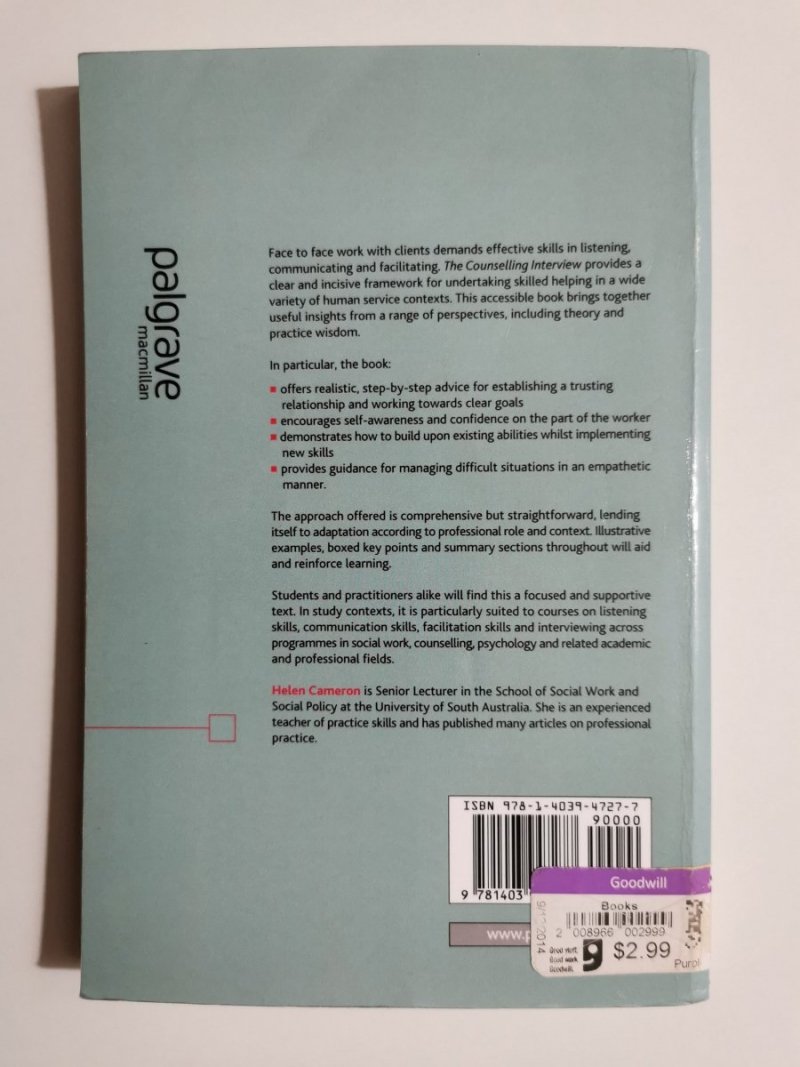 palgrave
macmillan
Face to face work with clients demands effective skills in listening,
communicating and facilitating. The Counselling Interview provides a
clear and incisive framework for undertaking skilled helping in a wide
variety of human service contexts. This accessible book brings together
useful insights from a range of perspectives, including theory and
practice wisdom.
In particular, the book:
■ offers realistic, step-by-step advice for establishing a trusting
relationship and working towards clear goals
■ encourages self-awareness and confidence on the part of the worker
■ demonstrates how to build upon existing abilities whilst implementing
new skills
■ provides guidance for managing difficult situations in an empathetic
manner.
The approach offered is comprehensive but straightforward, lending
itself to adaptation according to professional role and context. Illustrative
examples, boxed key points and summary sections throughout will aid
and reinforce learning.
Students and practitioners alike will find this a focused and supportive
text. In study contexts, it is particularly suited to courses on listening
skills, communication skills, facilitation skills and interviewing across
programmes in social work, counselling, psychology and related academic
and professional fields.
Helen Cameron is Senior Lecturer in the School of Social Work and
Social Policy at the University of South Australia. She is an experienced
teacher of practice skills and has published many articles on professional
practice.
ISBN 978-1-4039-4727-7
90000
9 781403
www.p
Goodwill
Books
2 008966 002999
$2.99
Purpl